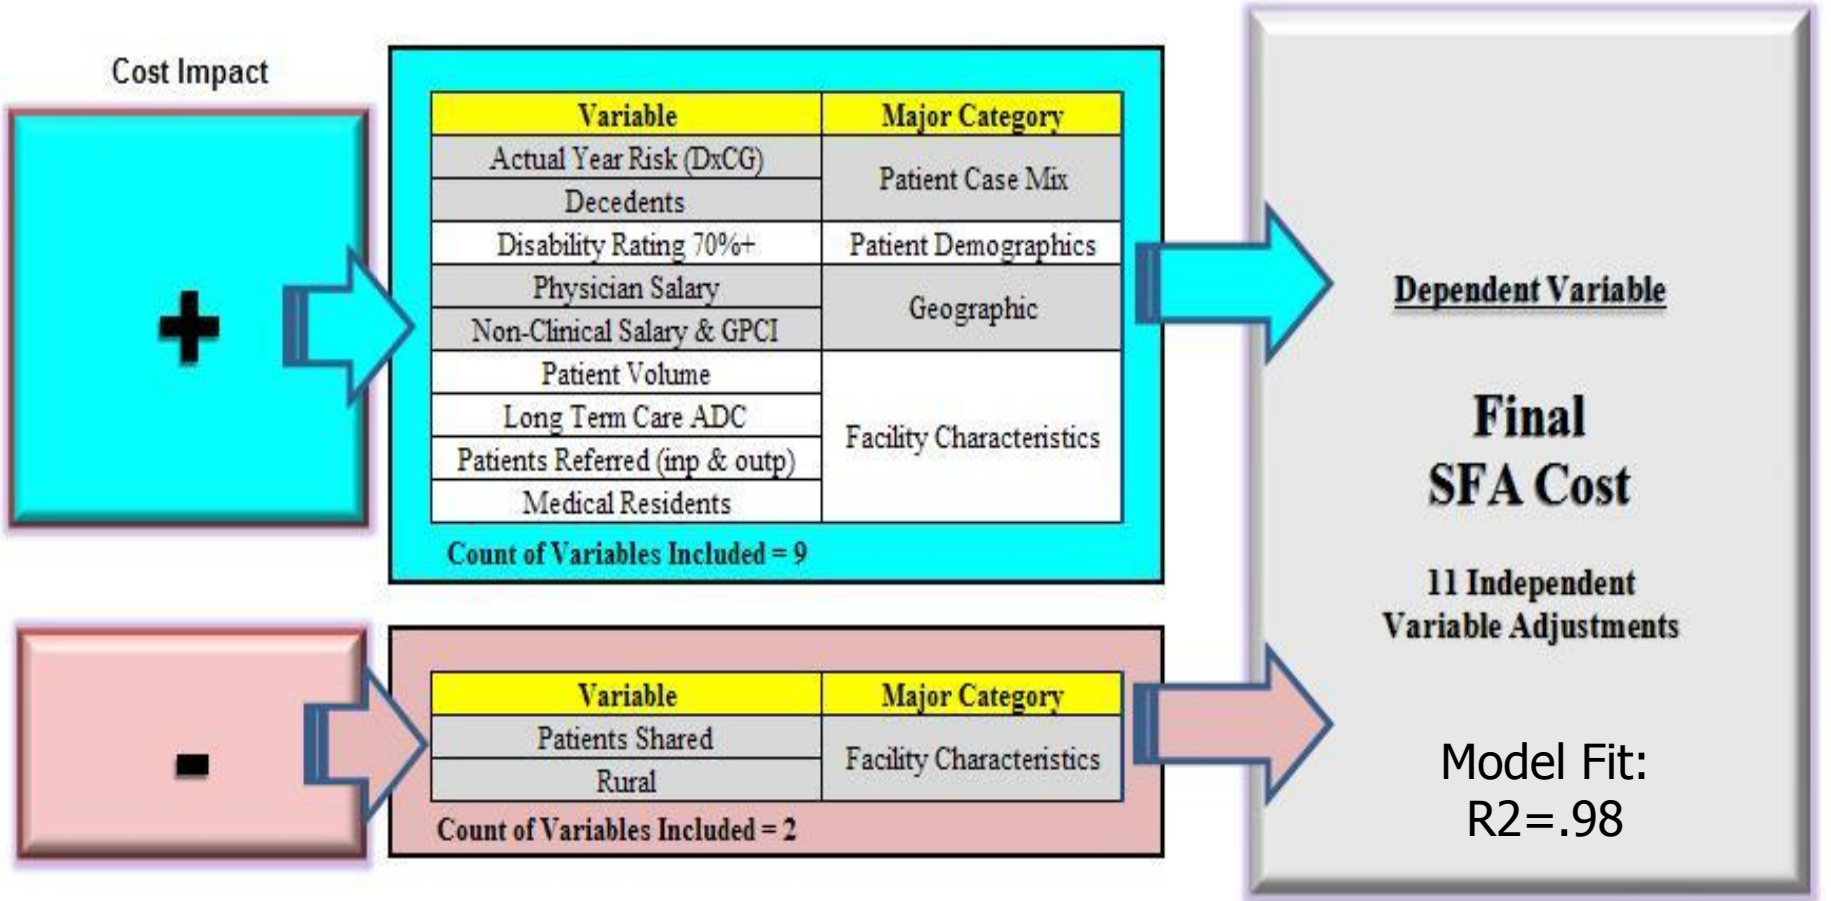 Cost Impact
+
Variable Major Category
Actual Year Risk (DxCG)
Patient Case Mix
Decedents
Disability Rating 70%+ Patient Demographics
Physician Salary
Geographic
Non-Clinical Salary & GPCI
Patient Volume
Long Term Care ADC
Facility Characteristics
Patients Referred (inp & outp)
Medical Residents
Count of Variables Included = 9
-
Variable Major Category
Patients Shared
Facility Characteristics
Rural
Count of Variables Included = 2
Dependent Variable
Final
SFA Cost
11 Independent
Variable Adjustments
Model Fit:
R2=.98